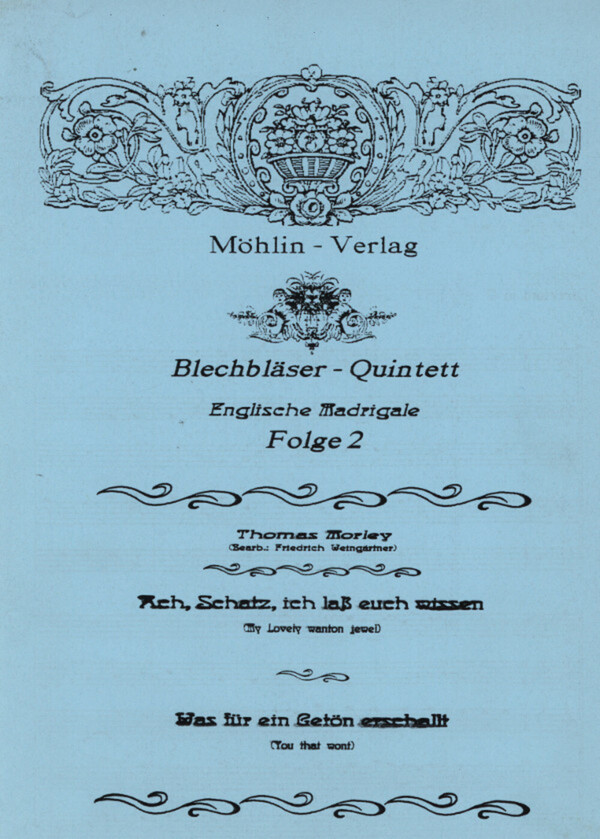 Möhlin - Verlag
Blechbläser - Quintett
Englische Madrigale
Folge 2
Thomas Morley
(Bearb.: Friedrich Weingärtner)
Ach, Schatz, ich laß euch wissen
(My Lovely wanton jewel)
Was für ein Getön erschallt
(You that wont)